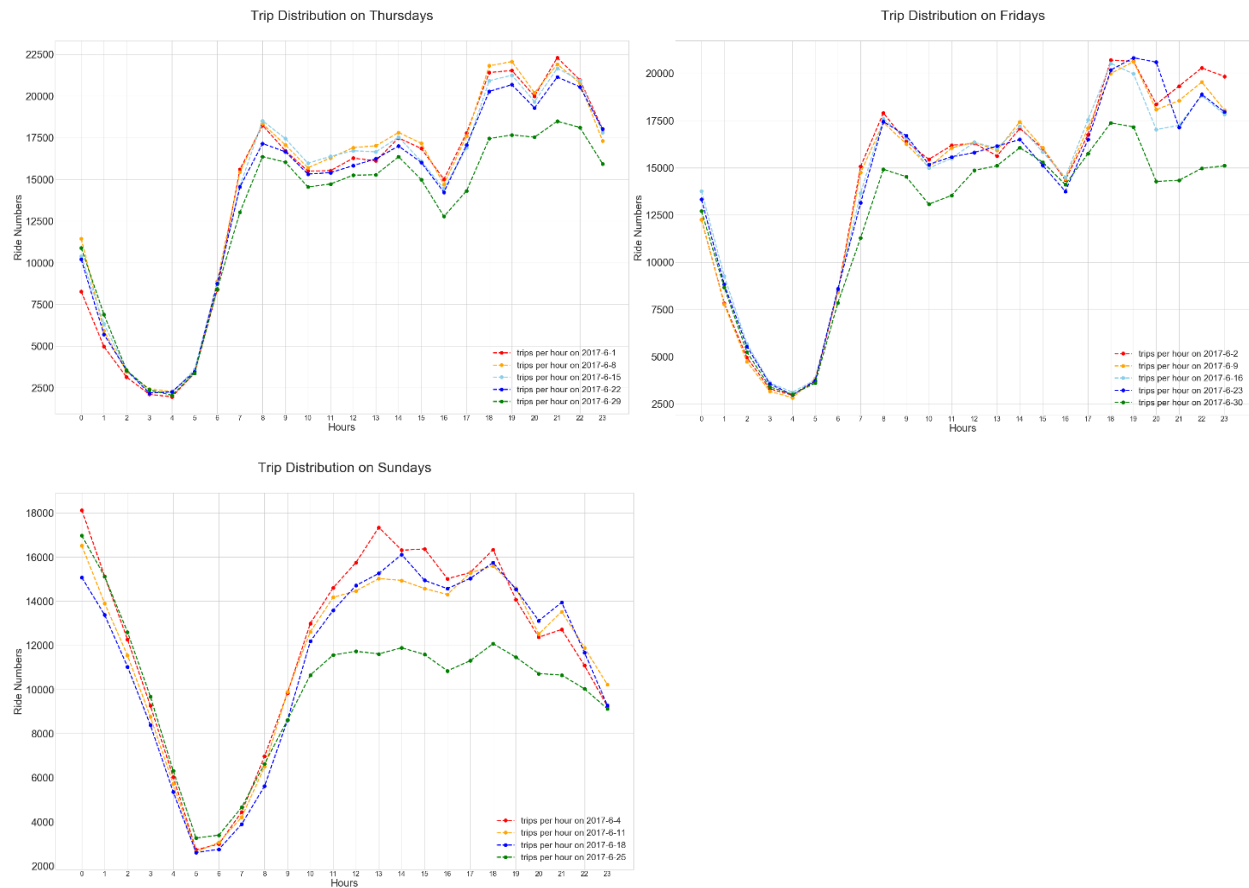 Trip Distribution on Thursdays
Ride Numbers
22500
20000
17500
15000
12500
10000
7500
5000
2500
0 1 2 3 4 5 6 7 8 9 10 11 12 13 14 15 16 17 18 19 20 21 22 23
Hours
trips per hour on 2017-6-1
trips per hour on 2017-6-8
trips per hour on 2017-6-15
trips per hour on 2017-6-22
trips per hour on 2017-6-29
Trip Distribution on Fridays
Ride Numbers
20000
17500
15000
12500
10000
7500
5000
2500
0 1 2 3 4 5 6 7 8 9 10 11 12 13 14 15 16 17 18 19 20 21 22 23
Hours
trips per hour on 2017-6-2
trips per hour on 2017-6-9
trips per hour on 2017-6-16
trips per hour on 2017-6-23
trips per hour on 2017-6-30
Trip Distribution on Sundays
Ride Numbers
18000
16000
14000
12000
10000
8000
6000
4000
2000
0 1 2 3 4 5 6 7 8 9 10 11 12 13 14 15 16 17 18 19 20 21 22 23
Hours
trips per hour on 2017-6-4
trips per hour on 2017-6-11
trips per hour on 2017-6-18
trips per hour on 2017-6-25